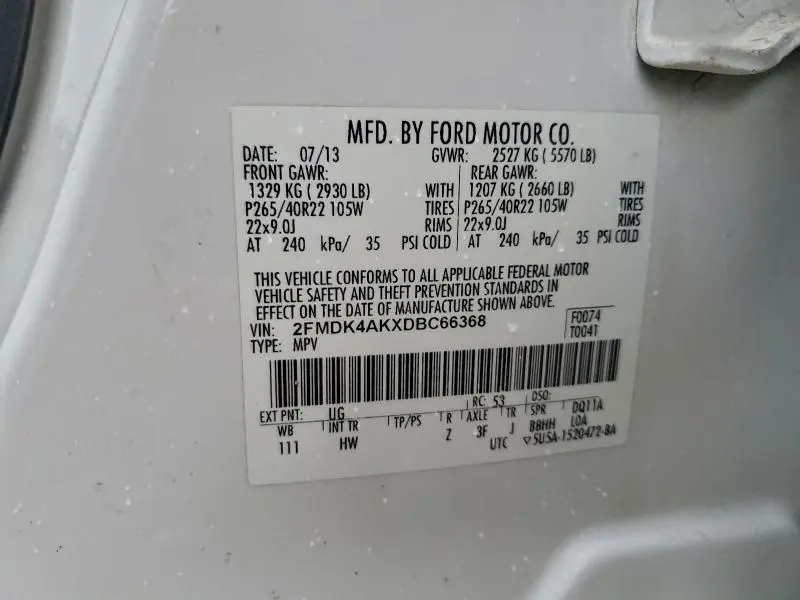 MFD. BY FORD MOTOR CO.
DATE: 07/13 GVWR: 2527 KG ( 5570 LB)
FRONT GAWR: REAR GAWR:
1329 KG ( 2930 LB) WITH 1207 KG ( 2660 LB) WITH
P265/40R22 105W TIRES P265/40R22 105W TIRES
22x9.0J RIMS 22x9.0J RIMS
AT 240 kPa/ 35 PSI COLD AT 240 kPa/ 35 PSI COLD
THIS VEHICLE CONFORMS TO ALL APPLICABLE FEDERAL MOTOR
VEHICLE SAFETY AND THEFT PREVENTION STANDARDS IN
EFFECT ON THE DATE OF MANUFACTURE SHOWN ABOVE.
VIN: 2FMDK4AKXDBC66368 F0074
TYPE: MPV T0041
EXT PNT: UG RC: 53 DSO:
WB INT TR TP/PS R AXLE TR SPR DQ11A
111 HW Z 3F J BBHH LOA
UTC ▽5U5A-1520472-BA